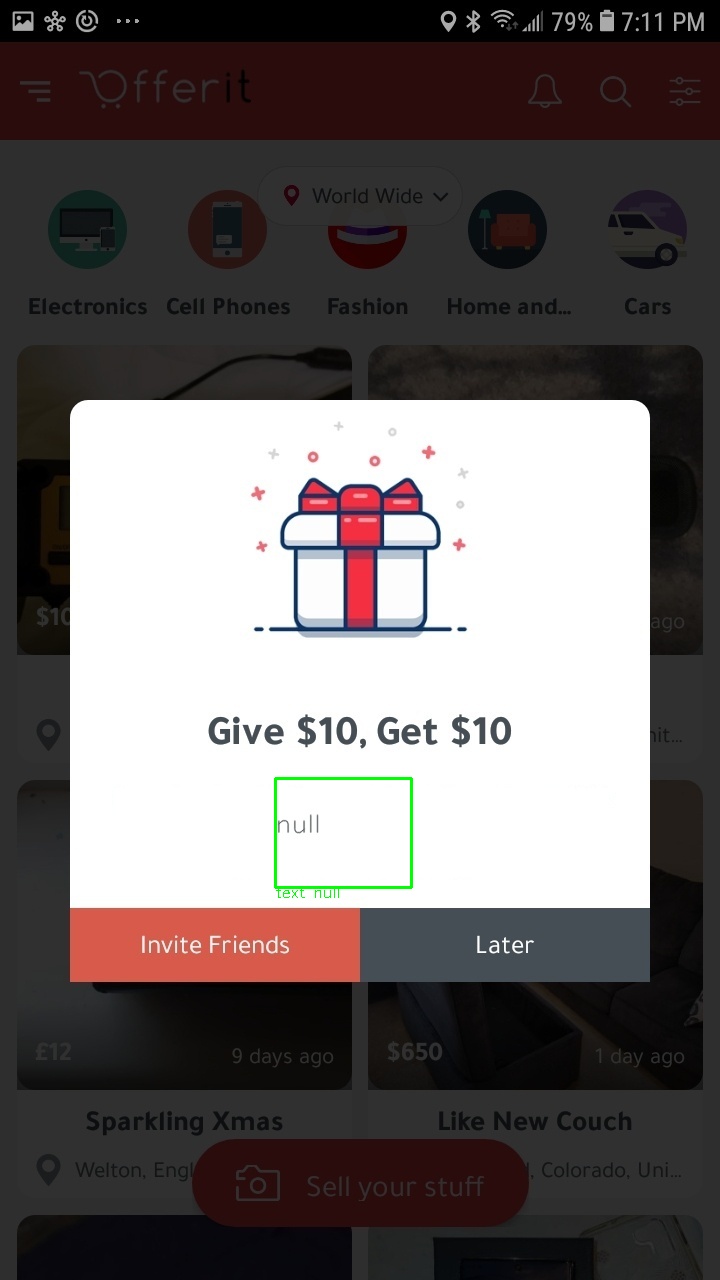 79% 7:11 PM
Offerit
World Wide
Electronics Cell Phones Fashion Home and... Cars
$10
ago
Give $10, Get $10
nit...
null
text null
Invite Friends Later
£12 9 days ago $650 1 day ago
Sparkling Xmas Like New Couch
Welton, Engl , Colorado, Uni...
Sell your stuff